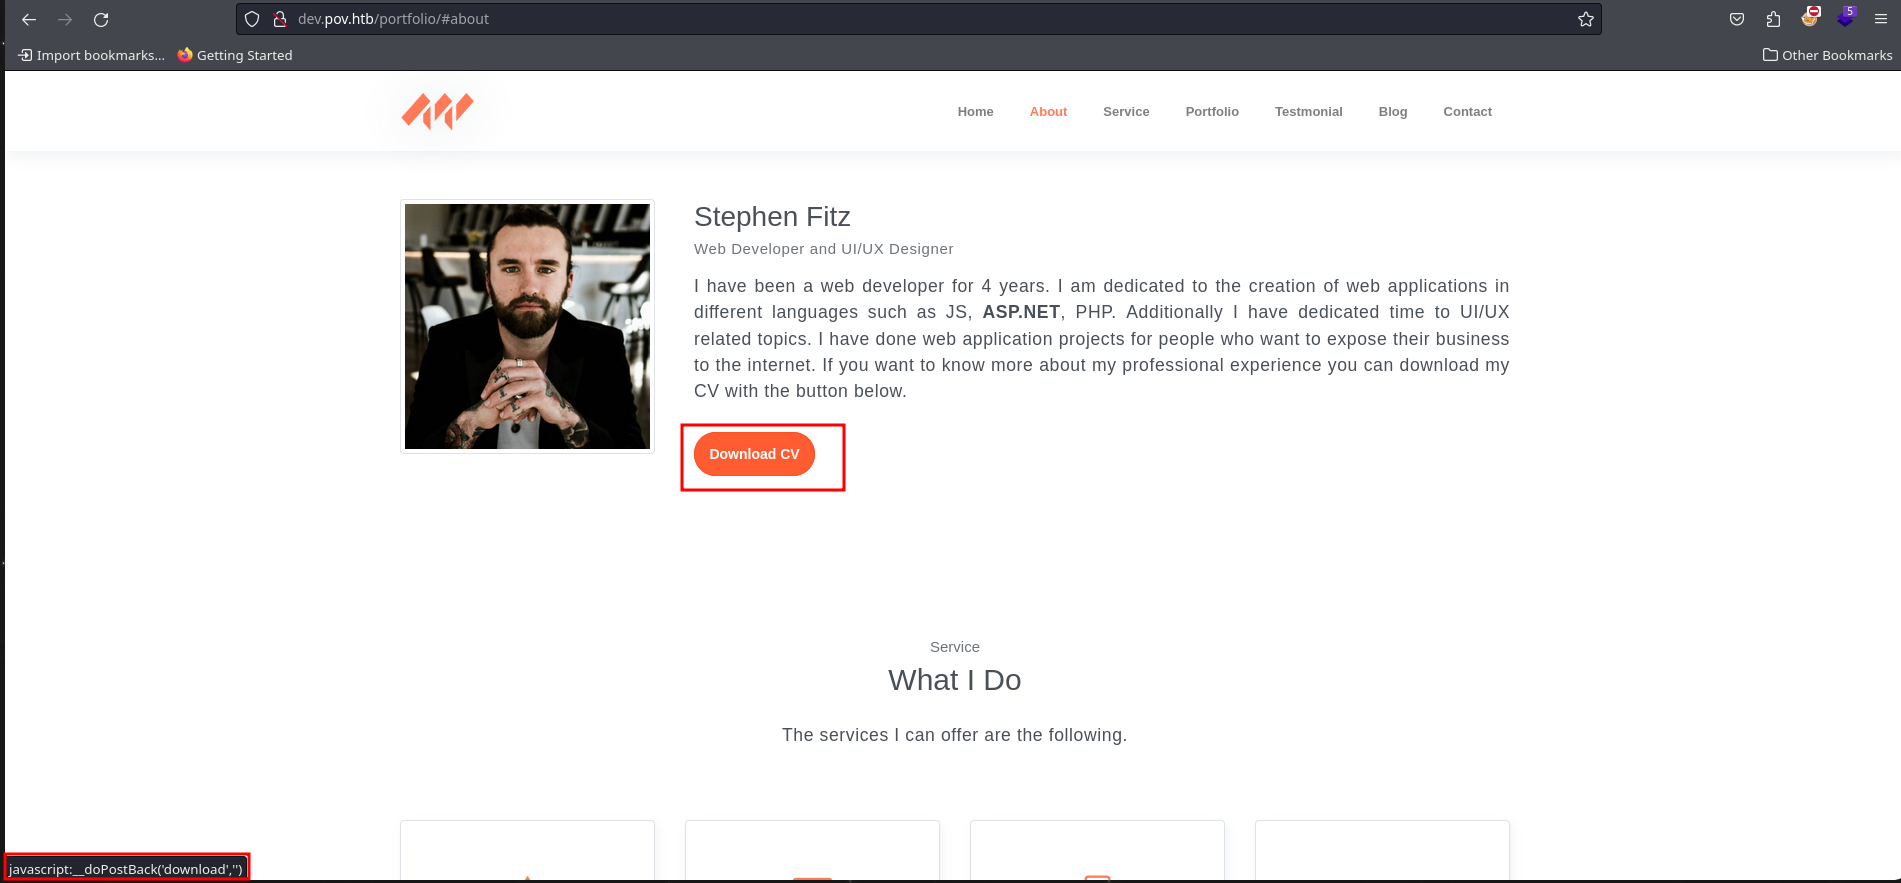 dev.pov.htb/portfolio/#about
5
Import bookmarks...
Getting Started
Other Bookmarks
Home
About
Service
Portfolio
Testmonial
Blog
Contact
Stephen Fitz
Web Developer and UI/UX Designer
I have been a web developer for 4 years. I am dedicated to the creation of web applications in
different languages such as JS, ASP.NET, PHP. Additionally I have dedicated time to UI/UX
related topics. I have done web application projects for people who want to expose their business
to the internet. If you want to know more about my professional experience you can download my
CV with the button below.
Download CV
Service
What I Do
The services I can offer are the following.
javascript:__doPostBack('download','')